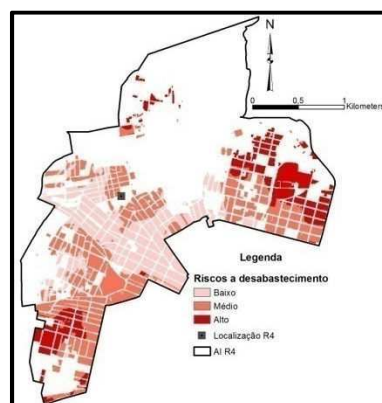 N
0 0,5 1
Kilometers
Legenda
Riscos a desabastecimento
Baixo
Médio
Alto
Localização R4
AI R4